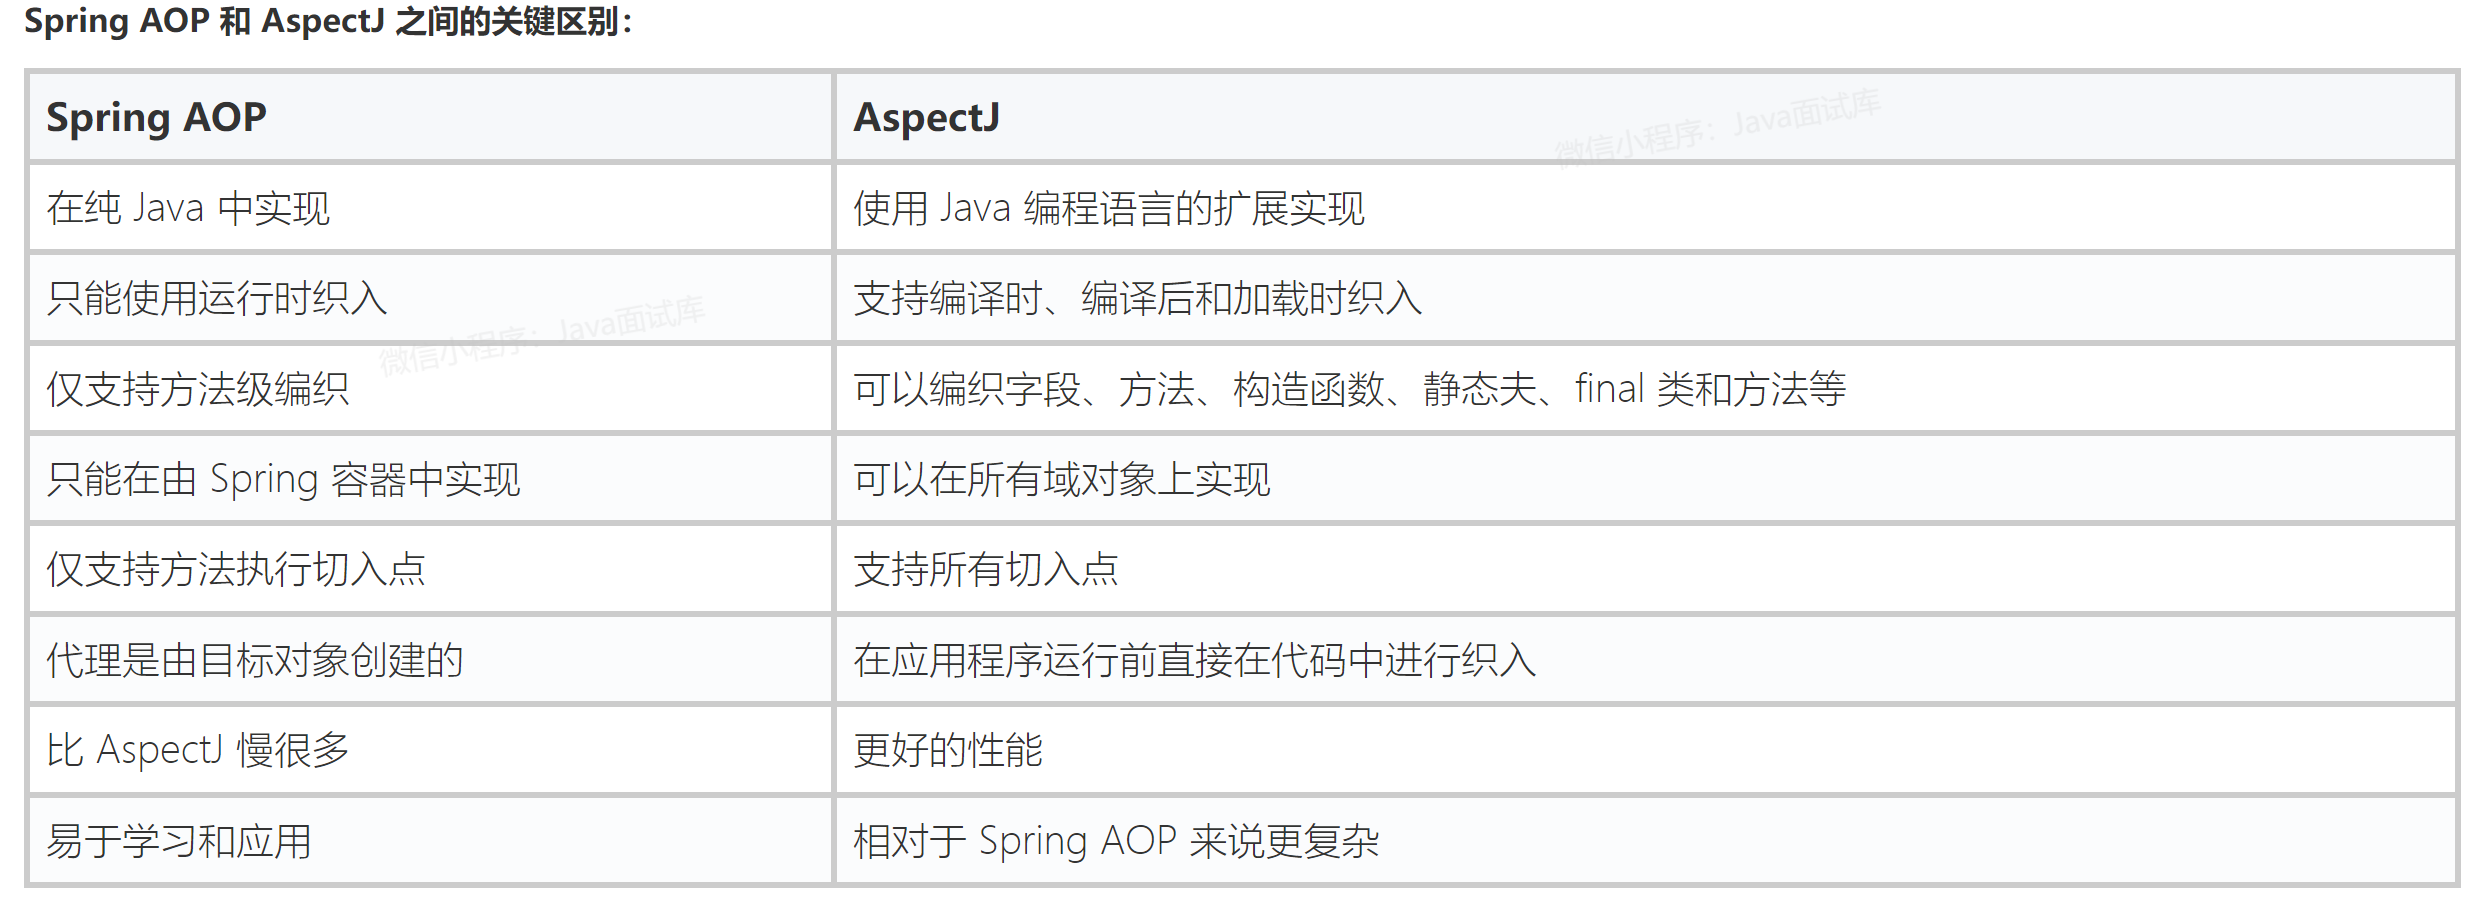 Spring AOP 和 AspectJ 之间的关键区别：
Spring AOP AspectJ
微信小程序：Java面试库
在纯 Java 中实现 使用 Java 编程语言的扩展实现
只能使用运行时织入 支持编译时、编译后和加载时织入
微信小程序：Java面试库
仅支持方法级编织 可以编织字段、方法、构造函数、静态夫、final 类和方法等
只能在由 Spring 容器中实现 可以在所有域对象上实现
仅支持方法执行切入点 支持所有切入点
代理是由目标对象创建的 在应用程序运行前直接在代码中进行织入
比 AspectJ 慢很多 更好的性能
易于学习和应用 相对于 Spring AOP 来说更复杂